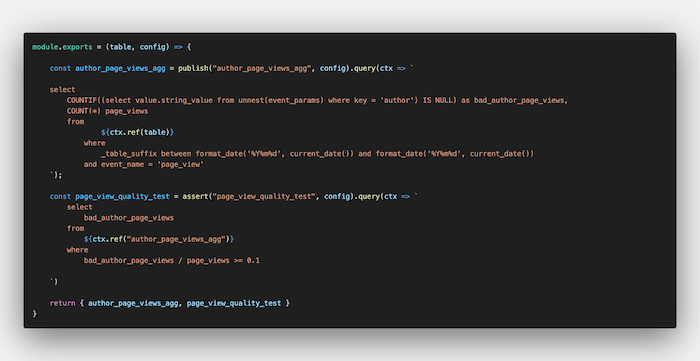 module.exports = (table, config) => {
const author_page_views_agg = publish("author_page_views_agg", config).query(ctx => `
select
COUNTIF((select value.string_value from unnest(event_params) where key = 'author') IS NULL) as bad_author_page_views,
COUNT(*) page_views
from
${ctx.ref(table)}
where
_table_suffix between format_date('%Y%m%d', current_date()) and format_date('%Y%m%d', current_date())
and event_name = 'page_view'
`);
const page_view_quality_test = assert("page_view_quality_test", config).query(ctx => `
select
bad_author_page_views
from
${ctx.ref("author_page_views_agg")}
where
bad_author_page_views / page_views >= 0.1
`)
return { author_page_views_agg, page_view_quality_test }
}